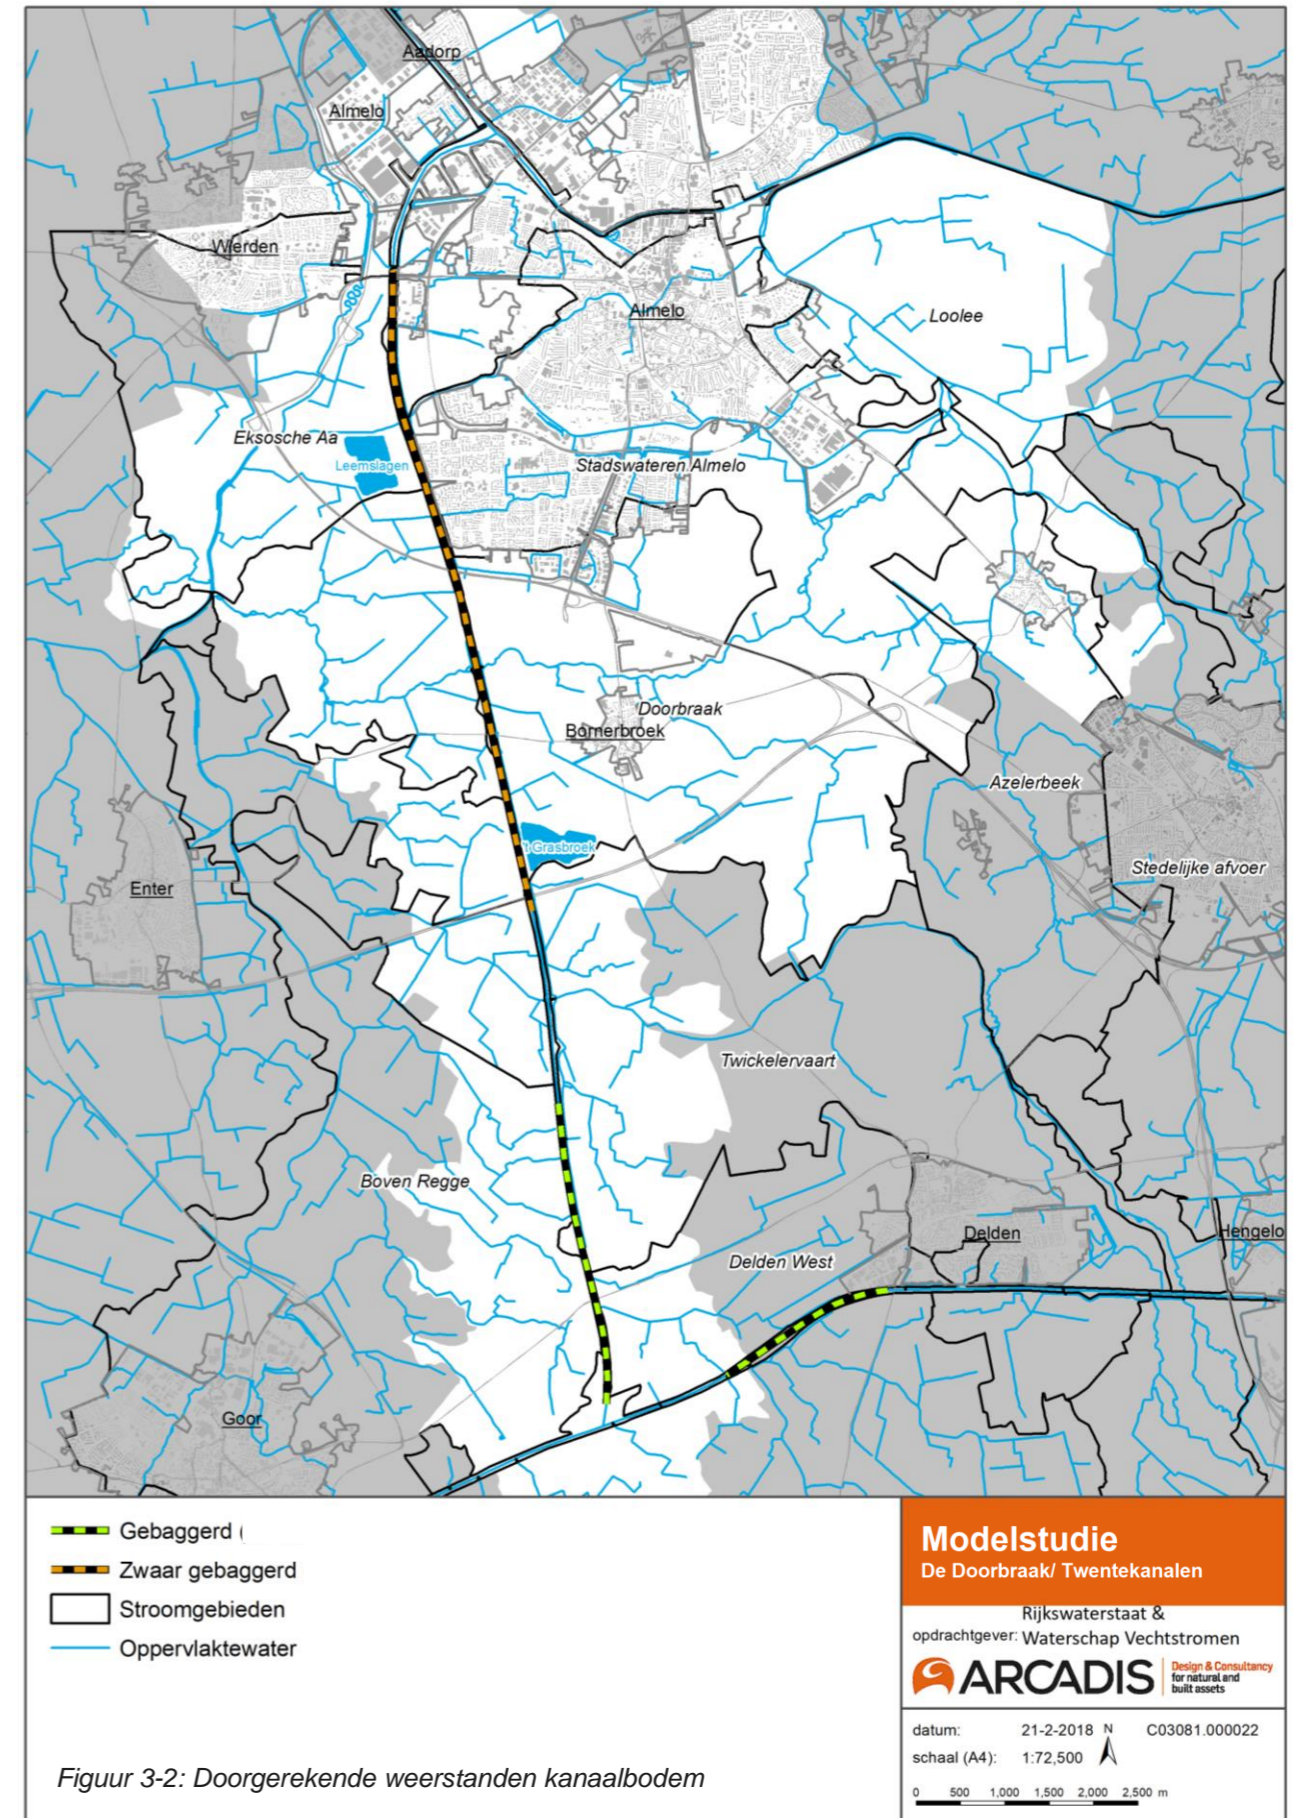 Aadorp
Almelo
Wierden
Almelo
Loolee
Eksosche Aa
Leemslagen
Stadswateren Almelo
Doorbraak
Bornerbroek
Azelerbeek
't Grasbroek
Stedelijke afvoer
Enter
Twickelervaart
Boven Regge
Delden
Hengelo
Delden West
Goor
Gebaggerd (
Zwaar gebaggerd
Stroomgebieden
Oppervlaktewater
Figuur 3-2: Doorgerekende weerstanden kanaalbodem
Modelstudie
De Doorbraak/ Twentekanalen
Rijkswaterstaat &
opdrachtgever: Waterschap Vechtstromen
ARCADIS
Design & Consultancy
for natural and
built assets
datum: 21-2-2018 N C03081.000022
schaal (A4): 1:72,500
0 500 1,000 1,500 2,000 2,500 m